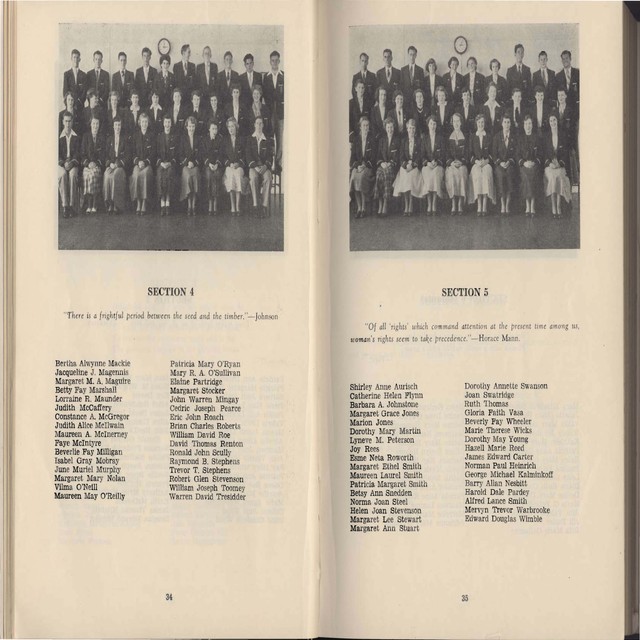 SECTION 4
"There is a frightful period between the seed and the timber."—Johnson
Bertha Alwynne Mackie
Jacqueline J. Magennis
Margaret M. A. Maguire
Betty Fay Marshall
Lorraine R. Maunder
Judith McCaffery
Constance A. McGregor
Judith Alice McIlwain
Maureen A. McInerney
Faye McIntyre
Beverlie Fay Milligan
Isabel Gray Mobray
June Muriel Murphy
Margaret Mary Nolan
Vilma O'Neill
Maureen May O'Reilly
Patricia Mary O'Ryan
Mary R. A. O'Sullivan
Elaine Partridge
Margaret Stocker
John Warren Mingay
Cedric Joseph Pearce
Eric John Roach
Brian Charles Roberts
William David Roe
David Thomas Renton
Ronald John Scully
Raymond B. Stephens
Trevor T. Stephens
Robert Glen Stevenson
William Joseph Tooney
Warren David Tresidder
34
SECTION 5
"Of all 'rights' which command attention at the present time among us,
woman's rights seem to take precedence."—Horace Mann.
Shirley Anne Aurisch
Catherine Helen Flynn
Barbara A. Johnstone
Margaret Grace Jones
Marion Jones
Dorothy Mary Martin
Lyneve M. Peterson
Joy Rees
Esme Neta Roworth
Margaret Ethel Smith
Maureen Laurel Smith
Patricia Margaret Smith
Betsy Ann Snedden
Norma Joan Steel
Helen Joan Stevenson
Margaret Lee Stewart
Margaret Ann Stuart
Dorothy Annette Swanson
Joan Swatridge
Ruth Thomas
Gloria Faith Vasa
Beverly Fay Wheeler
Marie Therese Wicks
Dorothy May Young
Hazell Marie Reed
James Edward Carter
Norman Paul Heinrich
George Michael Kalminkoff
Barry Allan Nesbitt
Harold Dale Pardey
Alfred Lance Smith
Mervyn Trevor Warbrooke
Edward Douglas Wimble
35